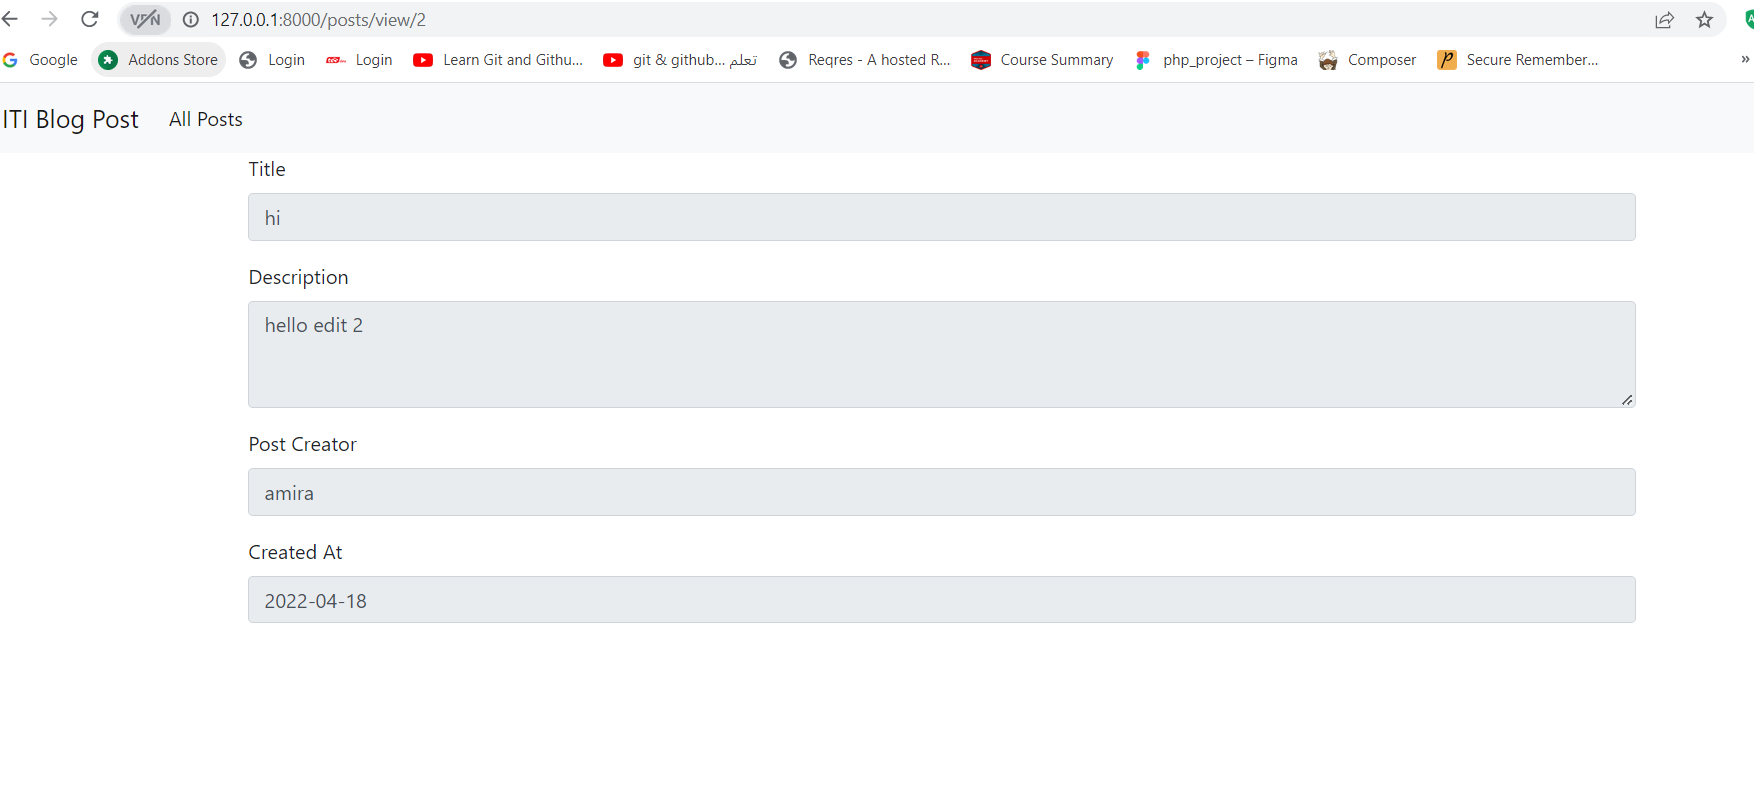 VPN 127.0.0.1:8000/posts/view/2
Google Addons Store Login Login Learn Git and Githu... git & github... تعلم Reqres - A hosted R... Course Summary php_project – Figma Composer Secure Remember... »
ITI Blog Post All Posts
Title
hi
Description
hello edit 2
Post Creator
amira
Created At
2022-04-18